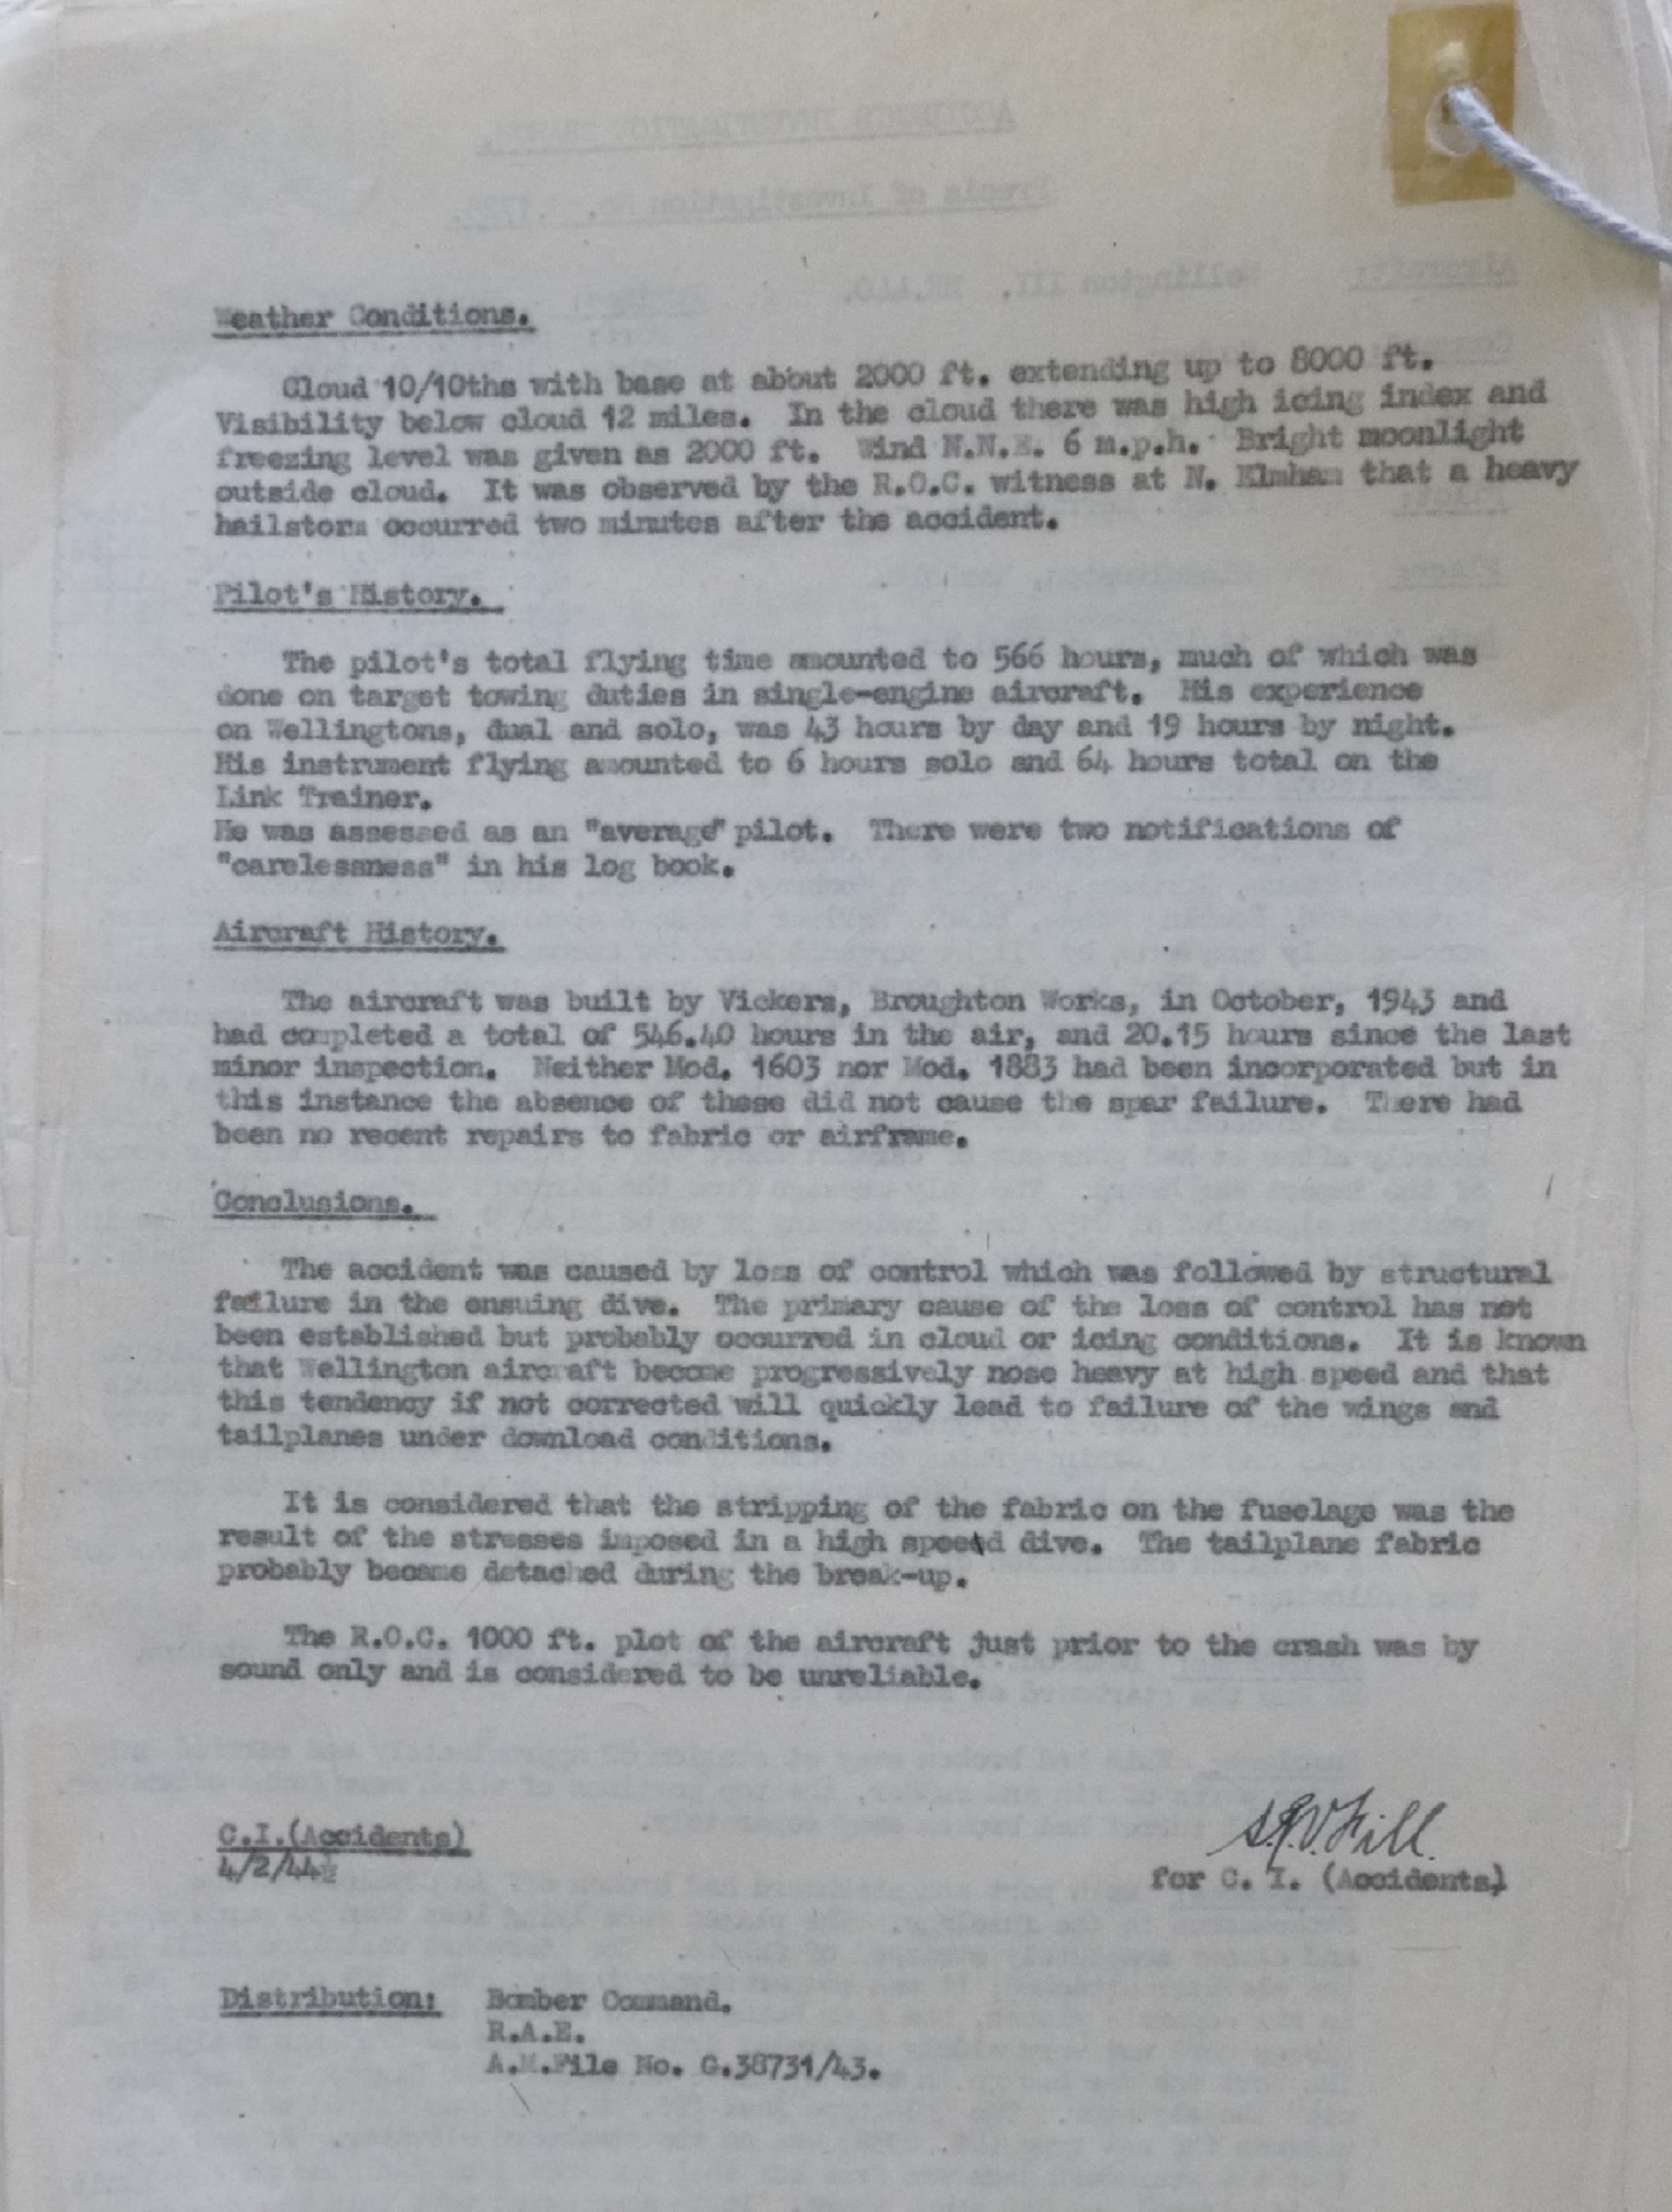 Weather Conditions.
Cloud 10/10ths with base at about 2000 ft. extending up to 8000 ft.
Visibility below cloud 12 miles. In the cloud there was high icing index and
freezing level was given as 2000 ft. Wind N.N.E. 6 m.p.h. Bright moonlight
outside cloud. It was observed by the R.O.C. witness at N. Elmham that a heavy
hailstorm occurred two minutes after the accident.
Pilot's History.
The pilot's total flying time amounted to 566 hours, much of which was
done on target towing duties in single-engine aircraft. His experience
on Wellingtons, dual and solo, was 43 hours by day and 19 hours by night.
His instrument flying amounted to 6 hours solo and 64 hours total on the
Link Trainer.
He was assessed as an "average" pilot. There were two notifications of
"carelessness" in his log book.
Aircraft History.
The aircraft was built by Vickers, Broughton Works, in October, 1943 and
had completed a total of 546.40 hours in the air, and 20.15 hours since the last
minor inspection. Neither Mod. 1603 nor Mod. 1883 had been incorporated but in
this instance the absence of these did not cause the spar failure. There had
been no recent repairs to fabric or airframe.
Conclusions.
The accident was caused by loss of control which was followed by structural
failure in the ensuing dive. The primary cause of the loss of control has not
been established but probably occurred in cloud or icing conditions. It is known
that Wellington aircraft become progressively nose heavy at high speed and that
this tendency if not corrected will quickly lead to failure of the wings and
tailplanes under download conditions.
It is considered that the stripping of the fabric on the fuselage was the
result of the stresses imposed in a high speed dive. The tailplane fabric
probably became detached during the break-up.
The R.O.C. 1000 ft. plot of the aircraft just prior to the crash was by
sound only and is considered to be unreliable.
C.I.(Accidents)
4/2/44
Hill.
for C. I. (Accidents)
Distribution: Bomber Command.
R.A.E.
A.M.File No. G.38731/43.